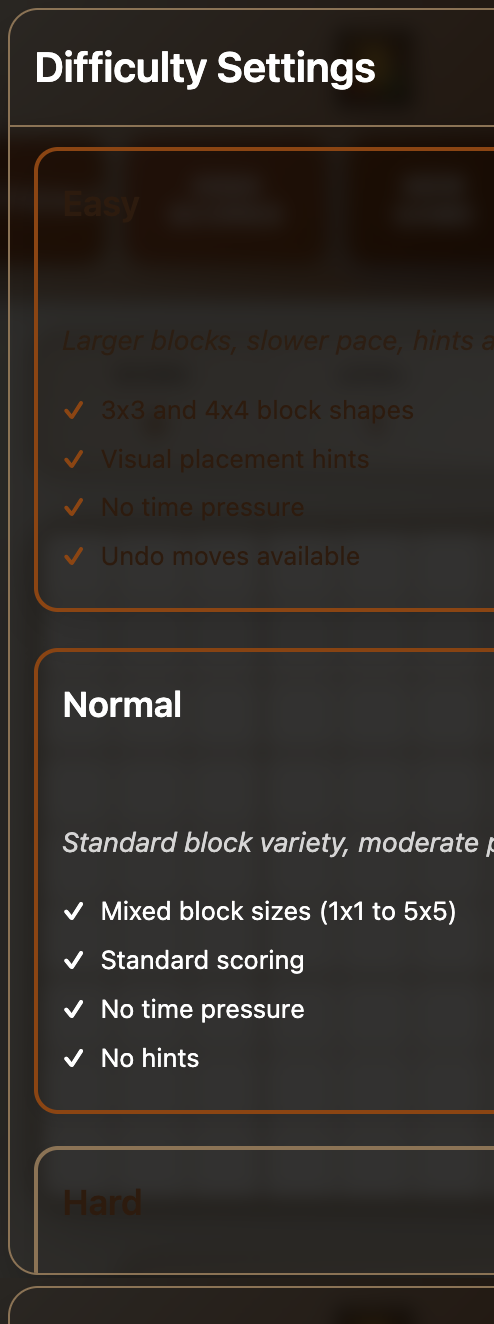 Difficulty Settings
Easy
Larger blocks, slower pace, hints
3x3 and 4x4 block shapes
Visual placement hints
No time pressure
Undo moves available
Normal
Standard block variety, moderate
Mixed block sizes (1x1 to 5x5)
Standard scoring
No time pressure
No hints
Hard